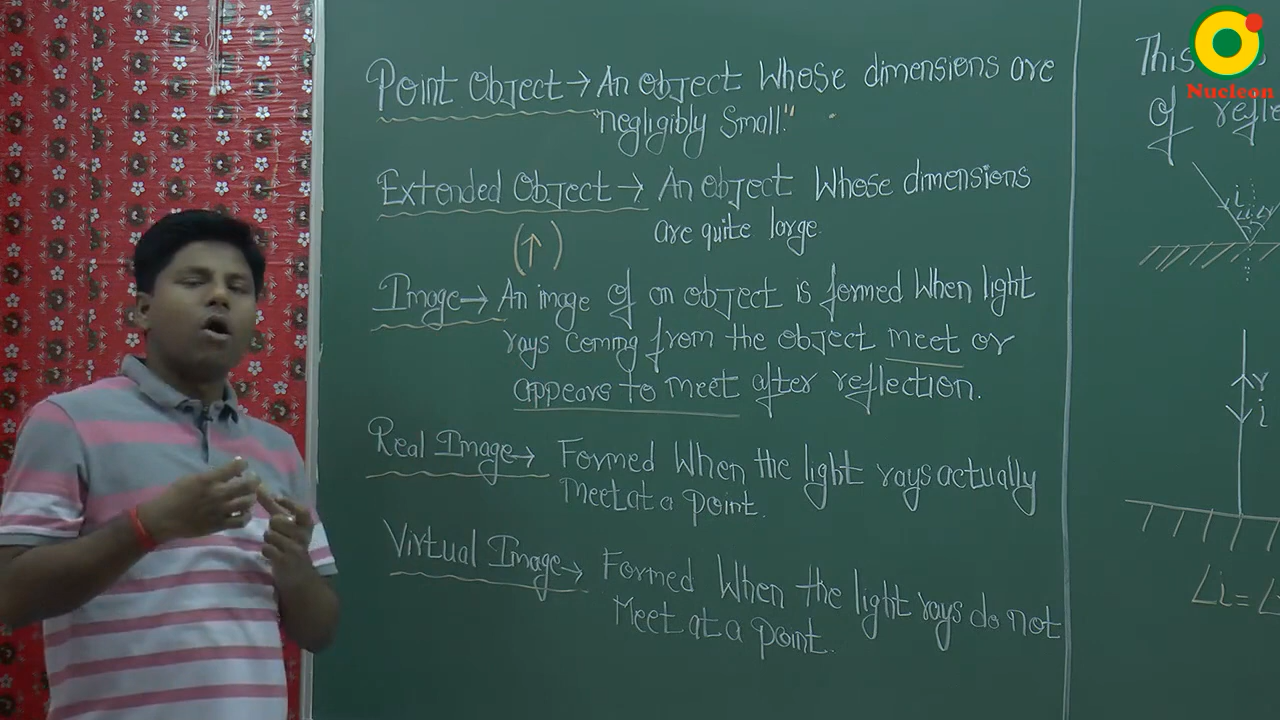 Point Object → An object Whose dimensions are
"negligibly Small."
Extended Object → An object Whose dimensions
are quite large.
(↑)
Image → An image of an object is formed When light
rays coming from the object meet or
appears to meet after reflection.
Real Image → Formed When the light rays actually
Meet at a point.
Virtual Image → Formed When the light rays do not
Meet at a point.
This
of
i
r
i
Nucleon